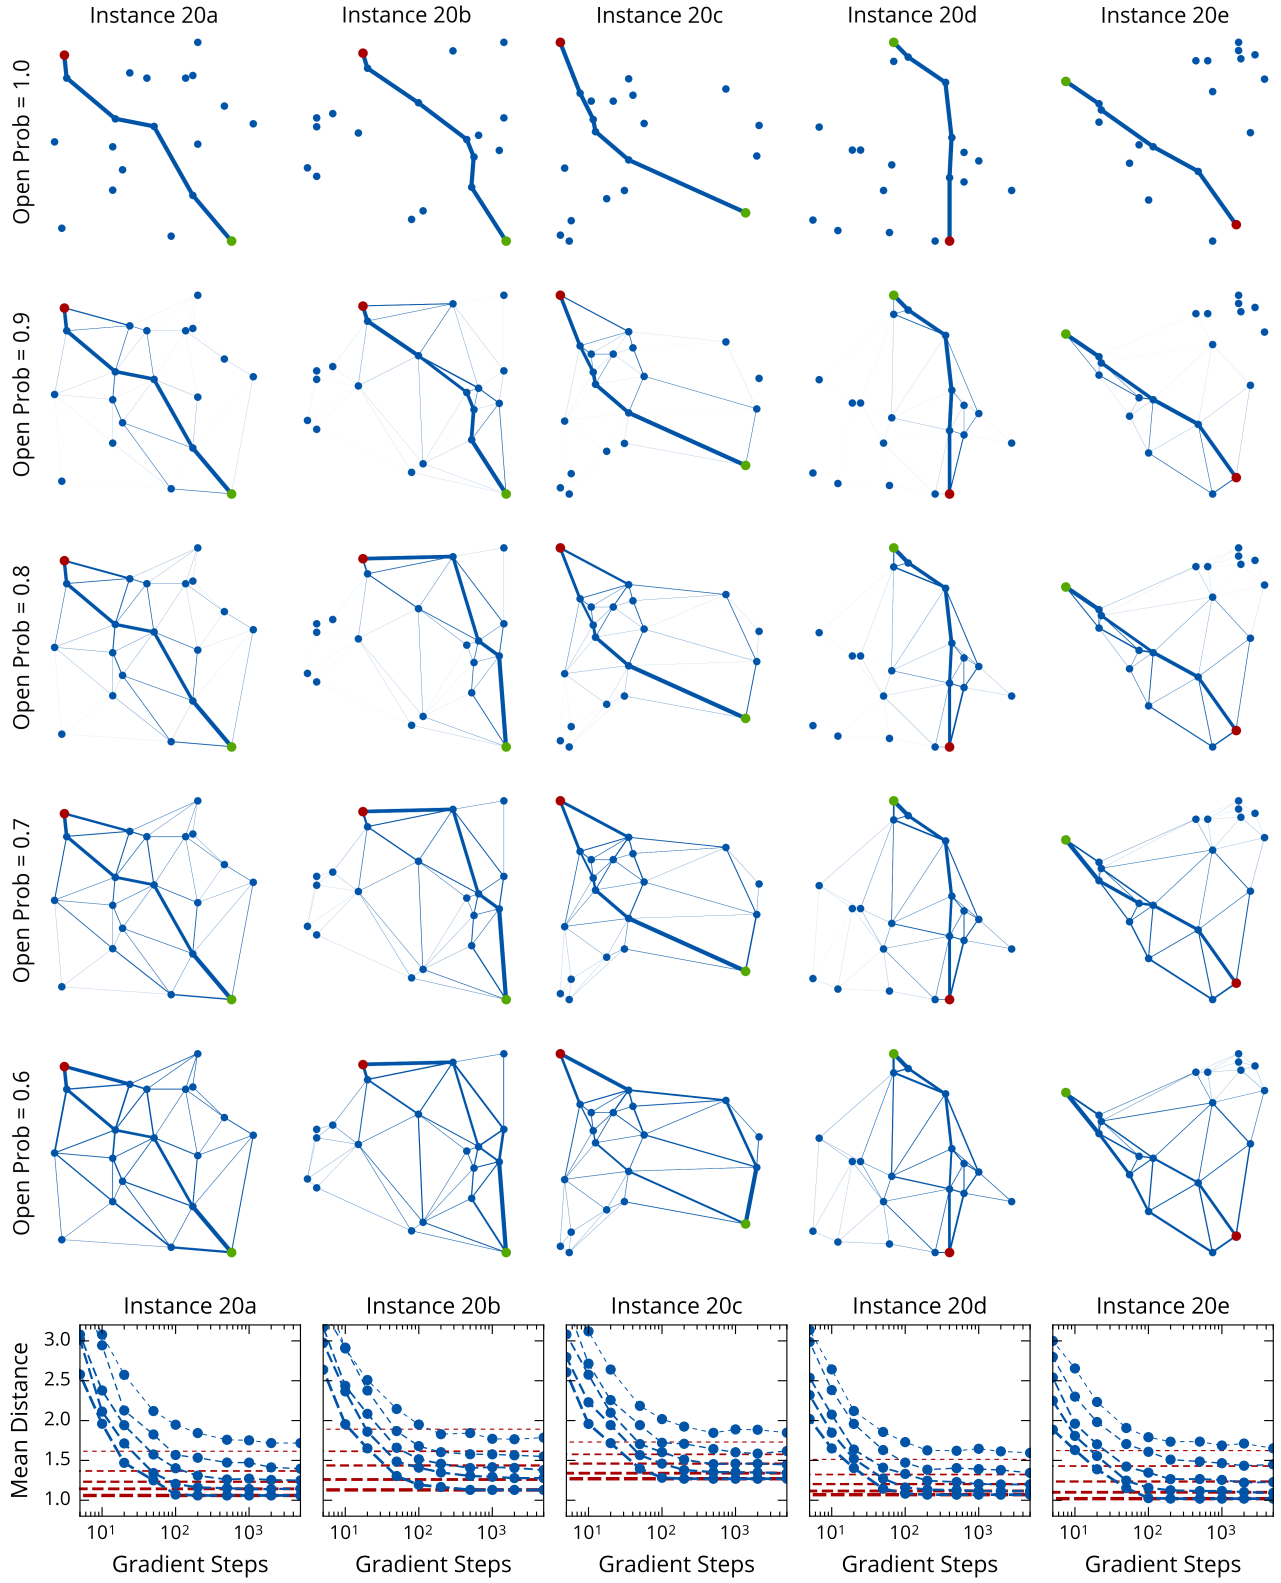 Instance 20a Instance 20b Instance 20c Instance 20d Instance 20e
Open Prob = 1.0
Open Prob = 0.9
Open Prob = 0.8
Open Prob = 0.7
Open Prob = 0.6
Instance 20a Instance 20b Instance 20c Instance 20d Instance 20e
Mean Distance
3.0
2.5
2.0
1.5
1.0
10¹ 10² 10³ 10¹ 10² 10³ 10¹ 10² 10³ 10¹ 10² 10³ 10¹ 10² 10³
Gradient Steps Gradient Steps Gradient Steps Gradient Steps Gradient Steps